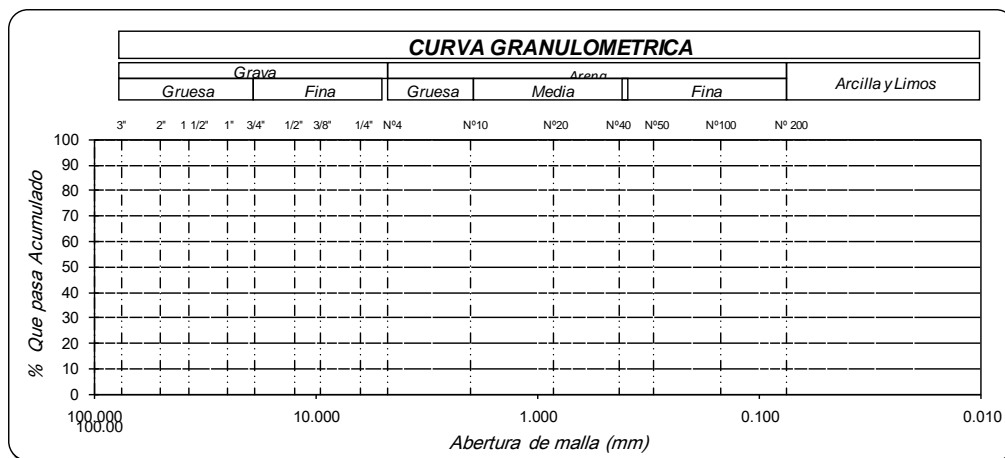 CURVA GRANULOMETRICA
Grava Arena
Gruesa Fina Gruesa Media Fina Arcilla y Limos
3" 2" 1 1/2" 1" 3/4" 1/2" 3/8" 1/4" Nº4 Nº10 Nº20 Nº40 Nº50 Nº100 Nº 200
100
90
80
70
60
50
40
30
20
10
0
% Que pasa Acumulado
100.000 10.000 1.000 0.100 0.010
100.00
Abertura de malla (mm)